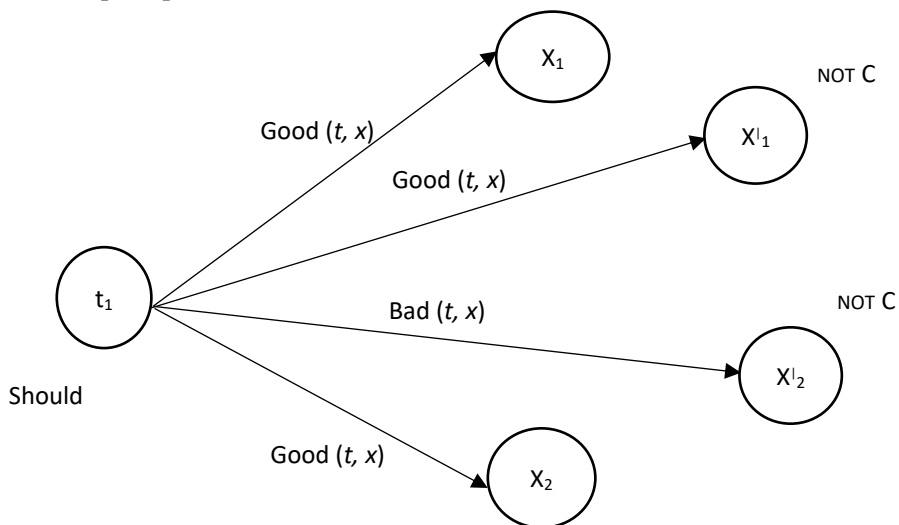 X₁
NOT C
X|₁
Good (t, x)
Good (t, x)
t₁
Bad (t, x)
NOT C
X|₂
Should
Good (t, x)
X₂